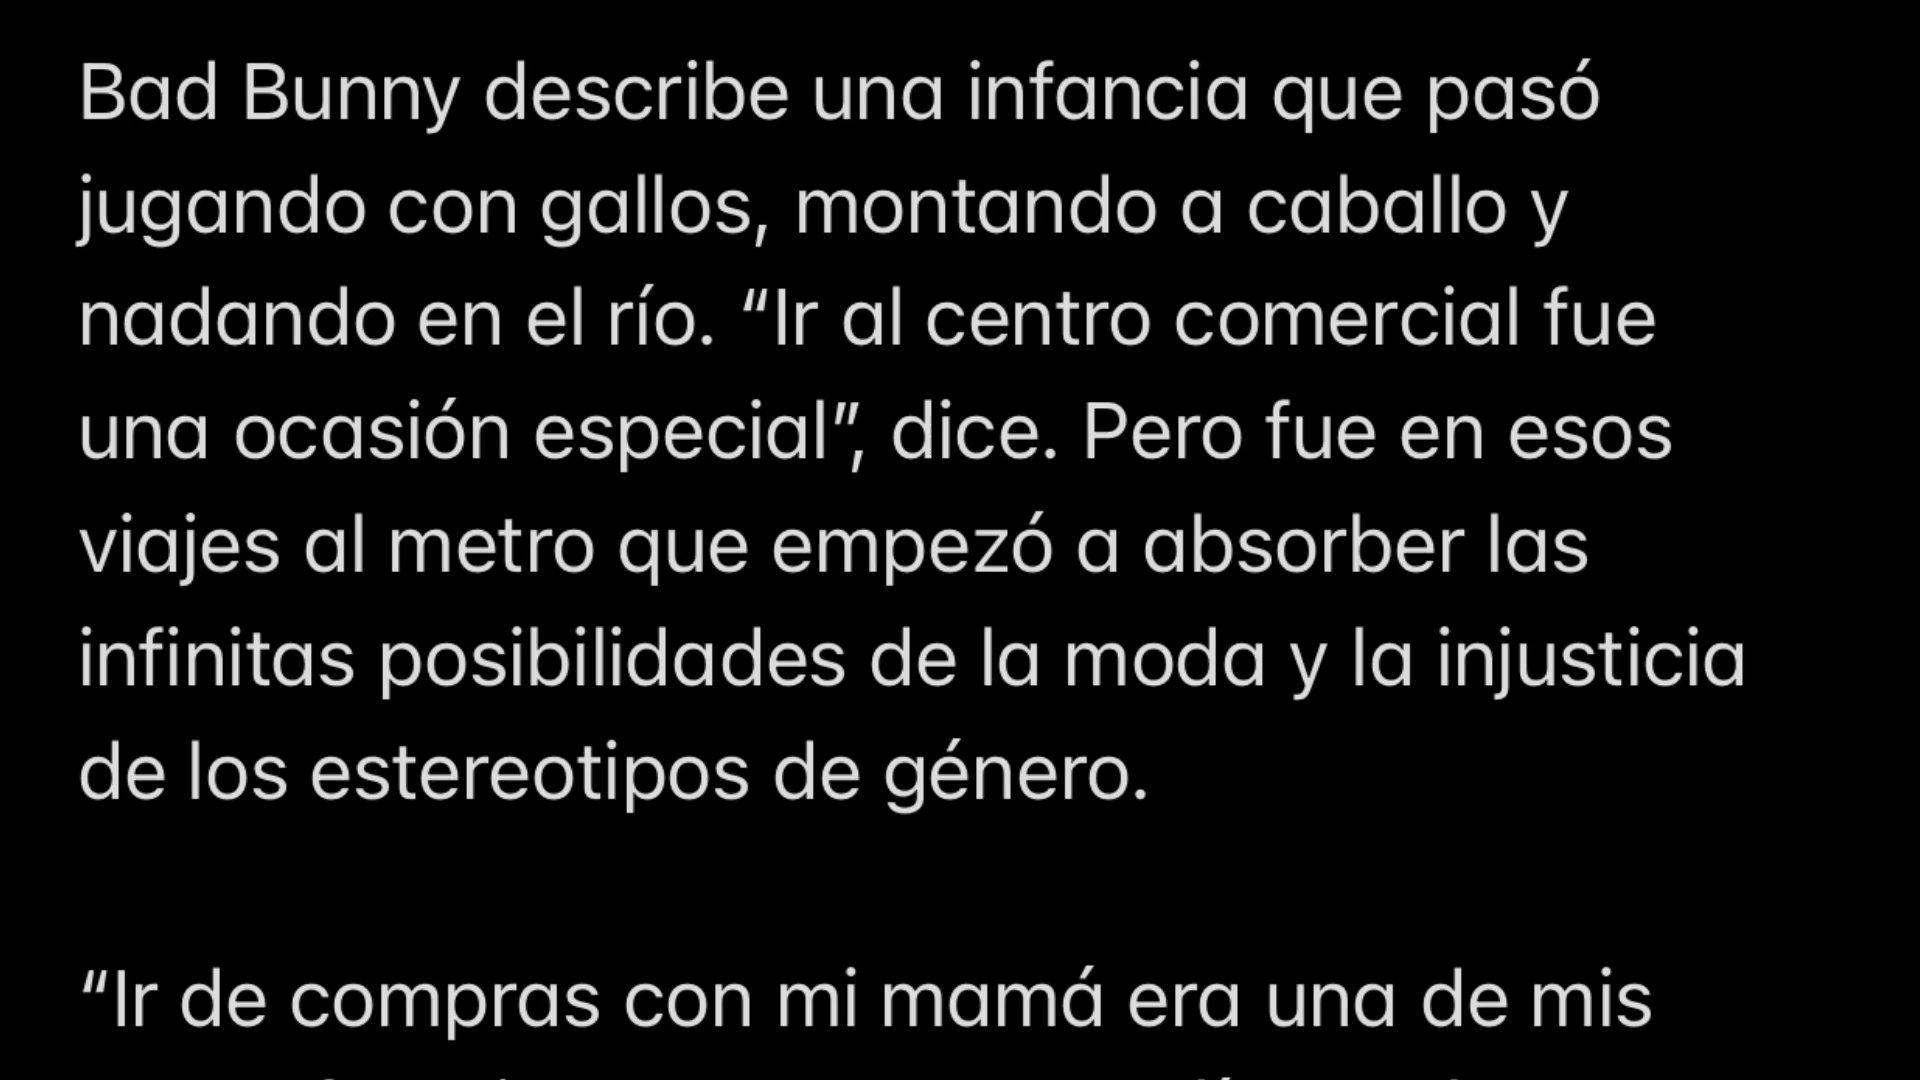 Bad Bunny describe una infancia que pasó
jugando con gallos, montando a caballo y
nadando en el río. “Ir al centro comercial fue
una ocasión especial”, dice. Pero fue en esos
viajes al metro que empezó a absorber las
infinitas posibilidades de la moda y la injusticia
de los estereotipos de género.
“Ir de compras con mi mamá era una de mis